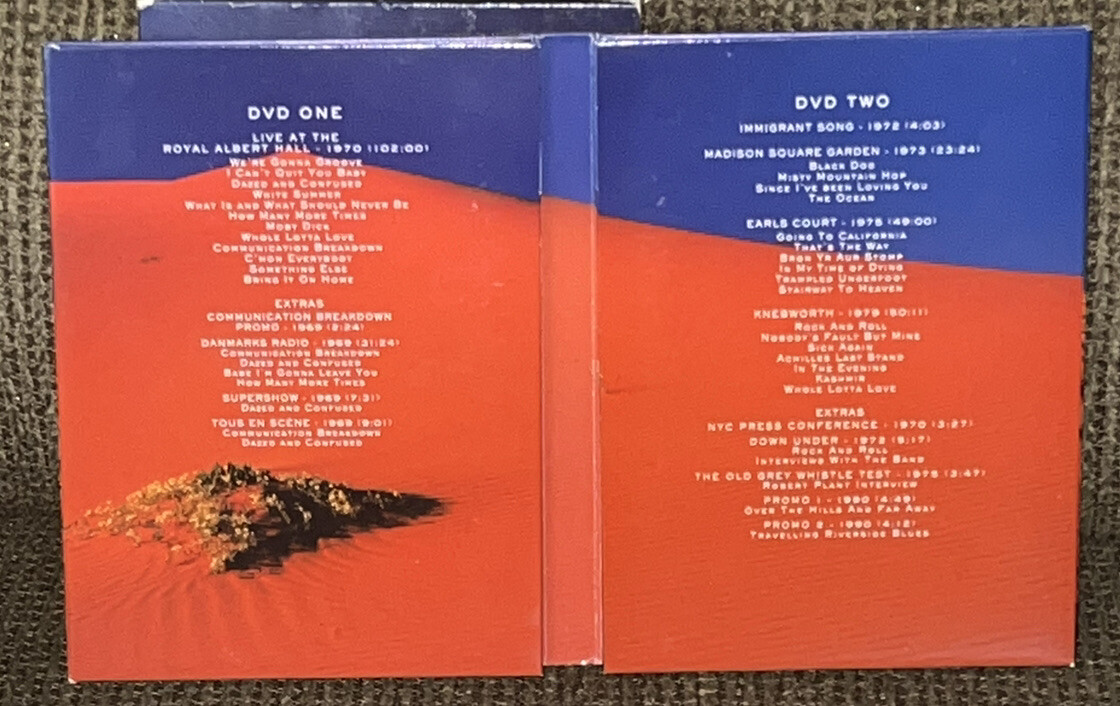 DVD ONE
LIVE AT THE
ROYAL ALBERT HALL - 1970 (102:00)
WE'RE GONNA GROOVE
I CAN'T QUIT YOU BABY
DAZED AND CONFUSED
WHITE SUMMER
WHAT IS AND WHAT SHOULD NEVER BE
HOW MANY MORE TIMES
MOBY DICK
WHOLE LOTTA LOVE
COMMUNICATION BREAKDOWN
C'MON EVERYBODY
SOMETHING ELSE
BRING IT ON HOME
EXTRAS
COMMUNICATION BREAKDOWN
PROMO - 1969 (2:24)
DANMARKS RADIO - 1969 (31:24)
COMMUNICATION BREAKDOWN
DAZED AND CONFUSED
BABE I'M GONNA LEAVE YOU
HOW MANY MORE TIMES
SUPERSHOW - 1969 (7:31)
DAZED AND CONFUSED
TOUS EN SCÈNE - 1969 (9:01)
COMMUNICATION BREAKDOWN
DAZED AND CONFUSED
DVD TWO
IMMIGRANT SONG - 1972 (4:03)
MADISON SQUARE GARDEN - 1973 (23:24)
BLACK DOG
MISTY MOUNTAIN HOP
SINCE I'VE BEEN LOVING YOU
THE OCEAN
EARLS COURT - 1975 (49:00)
GOING TO CALIFORNIA
THAT'S THE WAY
BRON YR AUR STOMP
IN MY TIME OF DYING
TRAMPLED UNDERFOOT
STAIRWAY TO HEAVEN
KNEBWORTH - 1979 (50:11)
ROCK AND ROLL
NOBODY'S FAULT BUT MINE
SICK AGAIN
ACHILLES LAST STAND
IN THE EVENING
KASHMIR
WHOLE LOTTA LOVE
EXTRAS
NYC PRESS CONFERENCE - 1970 (3:27)
DOWN UNDER - 1972 (5:17)
ROCK AND ROLL
INTERVIEWS WITH THE BAND
THE OLD GREY WHISTLE TEST - 1975 (3:47)
ROBERT PLANT INTERVIEW
PROMO 1 - 1990 (4:49)
OVER THE HILLS AND FAR AWAY
PROMO 2 - 1990 (4:12)
TRAVELLING RIVERSIDE BLUES